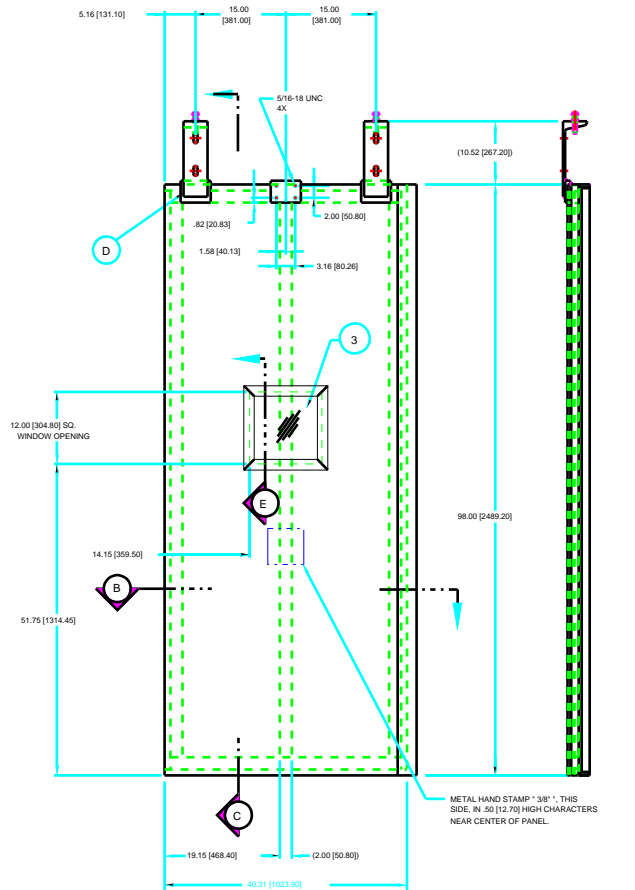 5.16 [131.10]
15.00
[381.00]
15.00
[381.00]
5/16-18 UNC
4X
(10.52 [267.20])
D
.82 [20.83]
2.00 [50.80]
1.58 [40.13]
3.16 [80.26]
3
12.00 [304.80] SQ.
WINDOW OPENING
E
98.00 [2489.20]
14.15 [359.50]
B
51.75 [1314.45]
METAL HAND STAMP " 3/8" ", THIS
SIDE, IN .50 [12.70] HIGH CHARACTERS
NEAR CENTER OF PANEL.
C
19.15 [468.40]
(2.00 [50.80])
40.31 [1023.90]